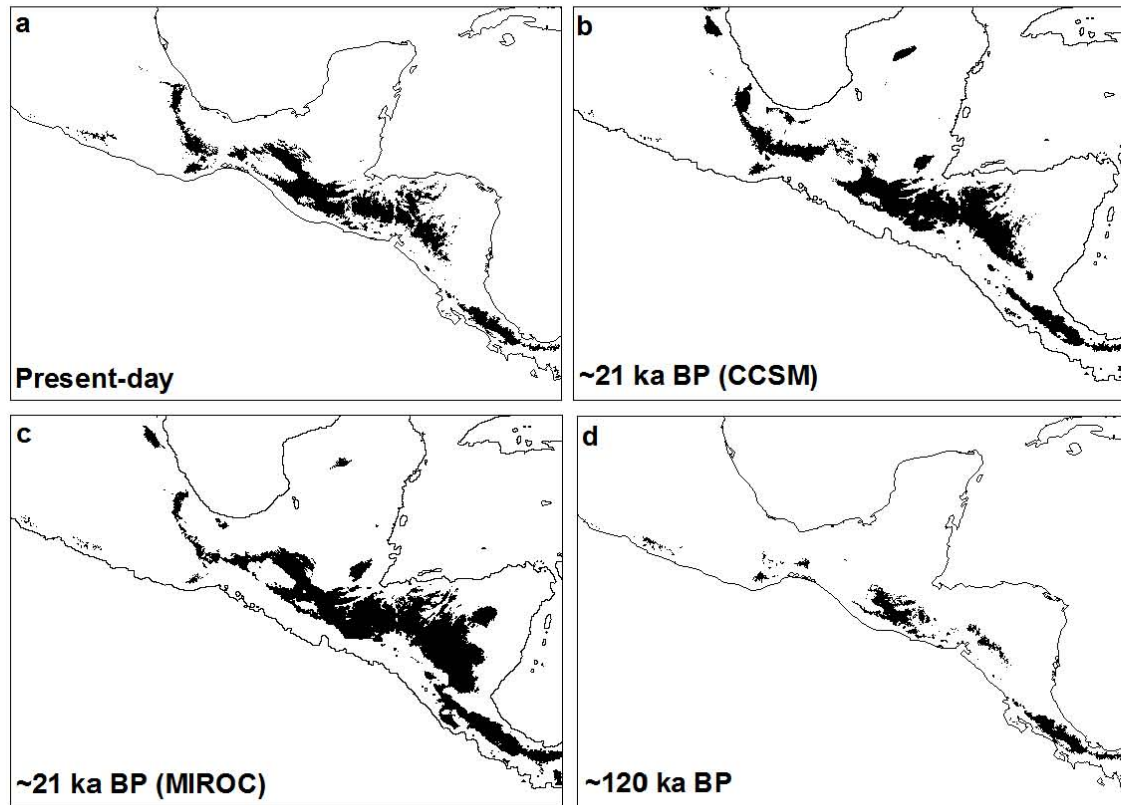 a
Present-day
b
~21 ka BP (CCSM)
c
~21 ka BP (MIROC)
d
~120 ka BP